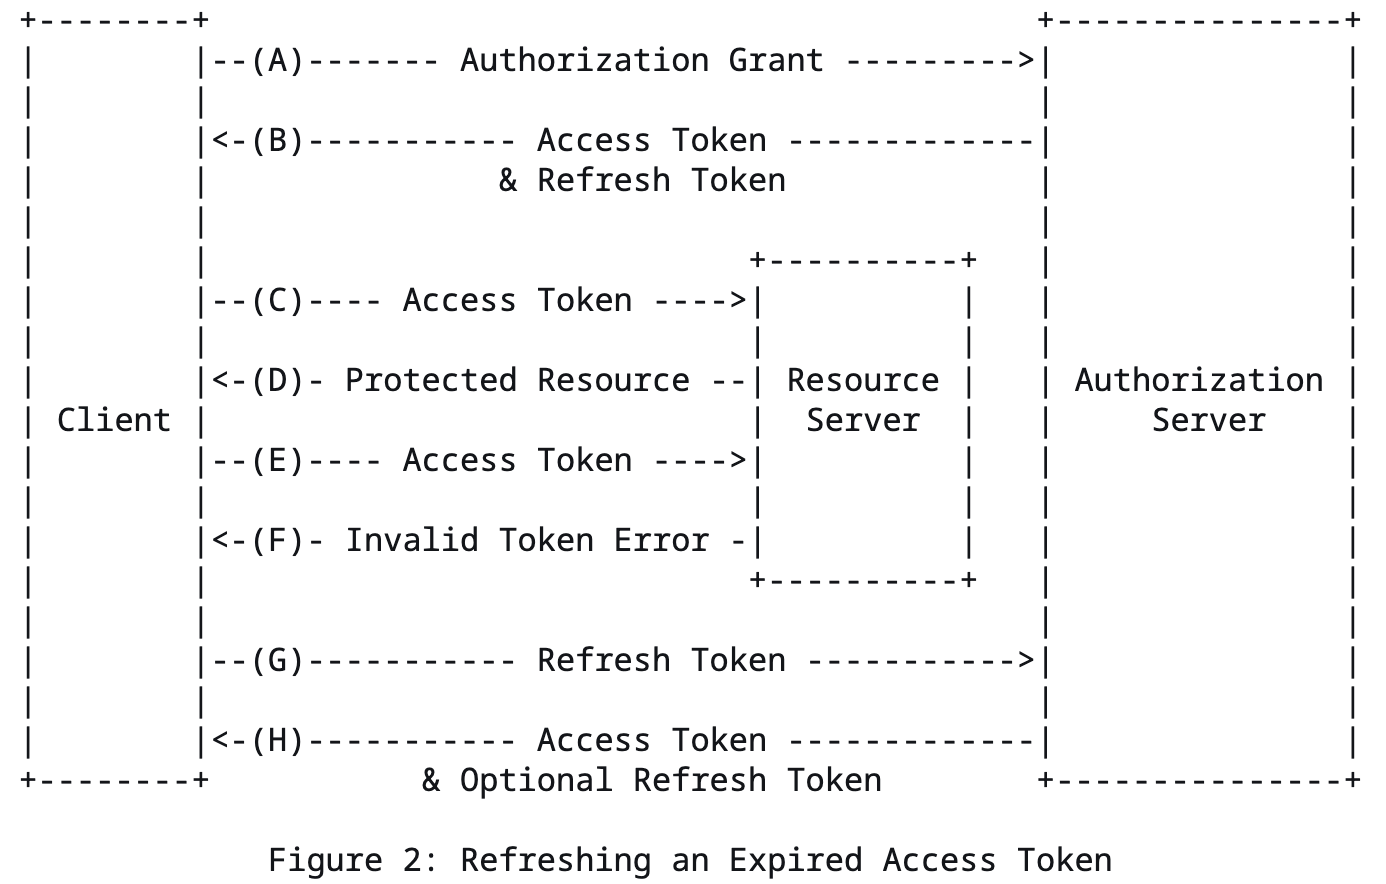 +--------+                                           +---------------+
|        |--(A)------- Authorization Grant --------->|               |
|        |                                           |               |
|        |<-(B)----------- Access Token -------------|               |
|        |               & Refresh Token             |               |
|        |                                           |               |
|        |                            +----------+   |               |
|        |--(C)---- Access Token ---->|          |   |               |
|        |                            |          |   |               |
|        |<-(D)- Protected Resource --| Resource |   | Authorization |
| Client |                            |  Server  |   |     Server    |
|        |--(E)---- Access Token ---->|          |   |               |
|        |                            |          |   |               |
|        |<-(F)- Invalid Token Error -|          |   |               |
|        |                            +----------+   |               |
|        |                                           |               |
|        |--(G)----------- Refresh Token ----------->|               |
|        |                                           |               |
|        |<-(H)----------- Access Token -------------|               |
+--------+           & Optional Refresh Token        +---------------+

             Figure 2: Refreshing an Expired Access Token